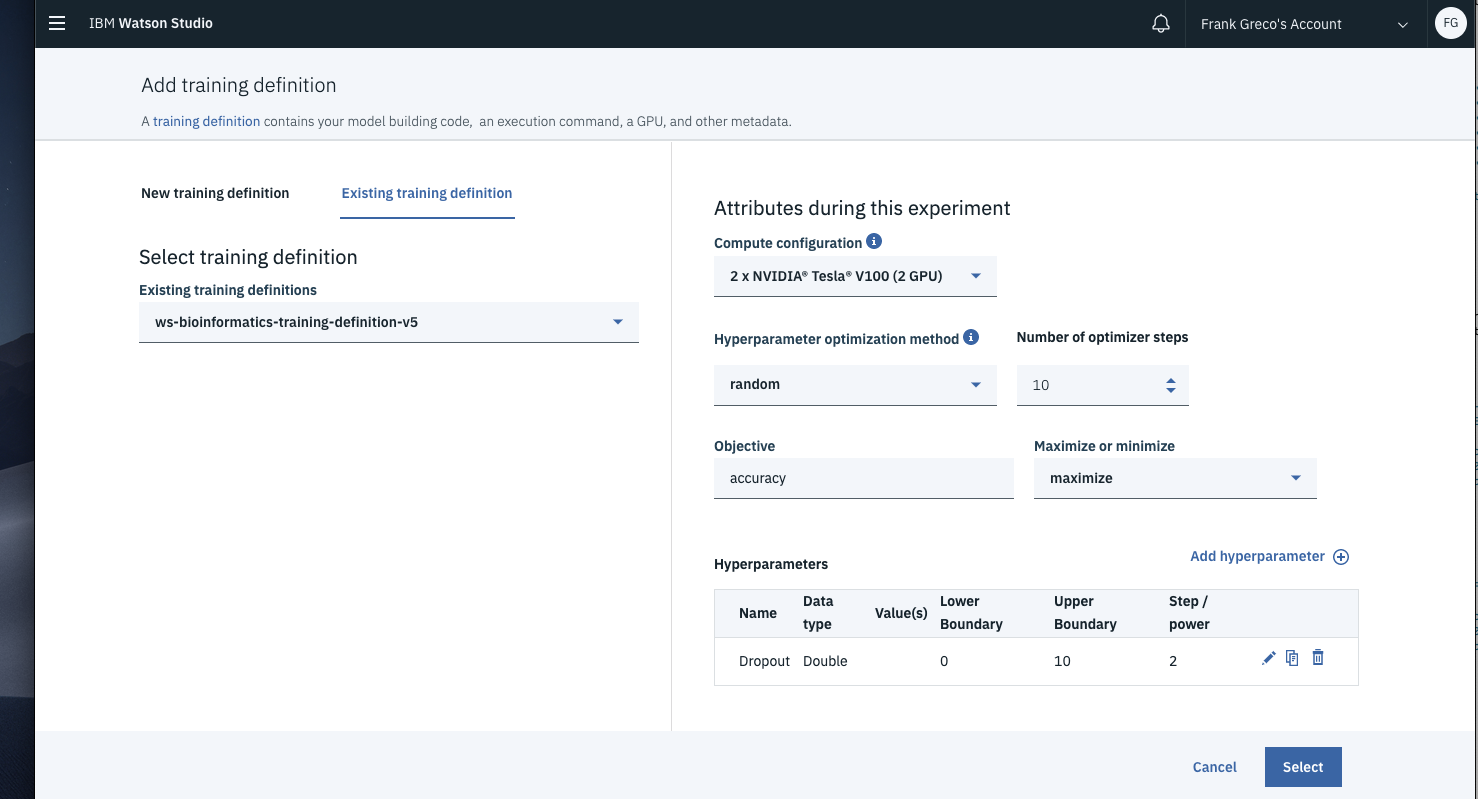 IBM Watson Studio
Frank Greco's Account
FG
Add training definition
A training definition contains your model building code, an execution command, a GPU, and other metadata.
New training definition
Existing training definition
Select training definition
Existing training definitions
ws-bioinformatics-training-definition-v5
Attributes during this experiment
Compute configuration
2 x NVIDIA® Tesla® V100 (2 GPU)
Hyperparameter optimization method
Number of optimizer steps
random
10
Objective
Maximize or minimize
accuracy
maximize
Hyperparameters
Add hyperparameter
Name Data type Value(s) Lower Boundary Upper Boundary Step / power
Dropout Double 0 10 2
Cancel
Select